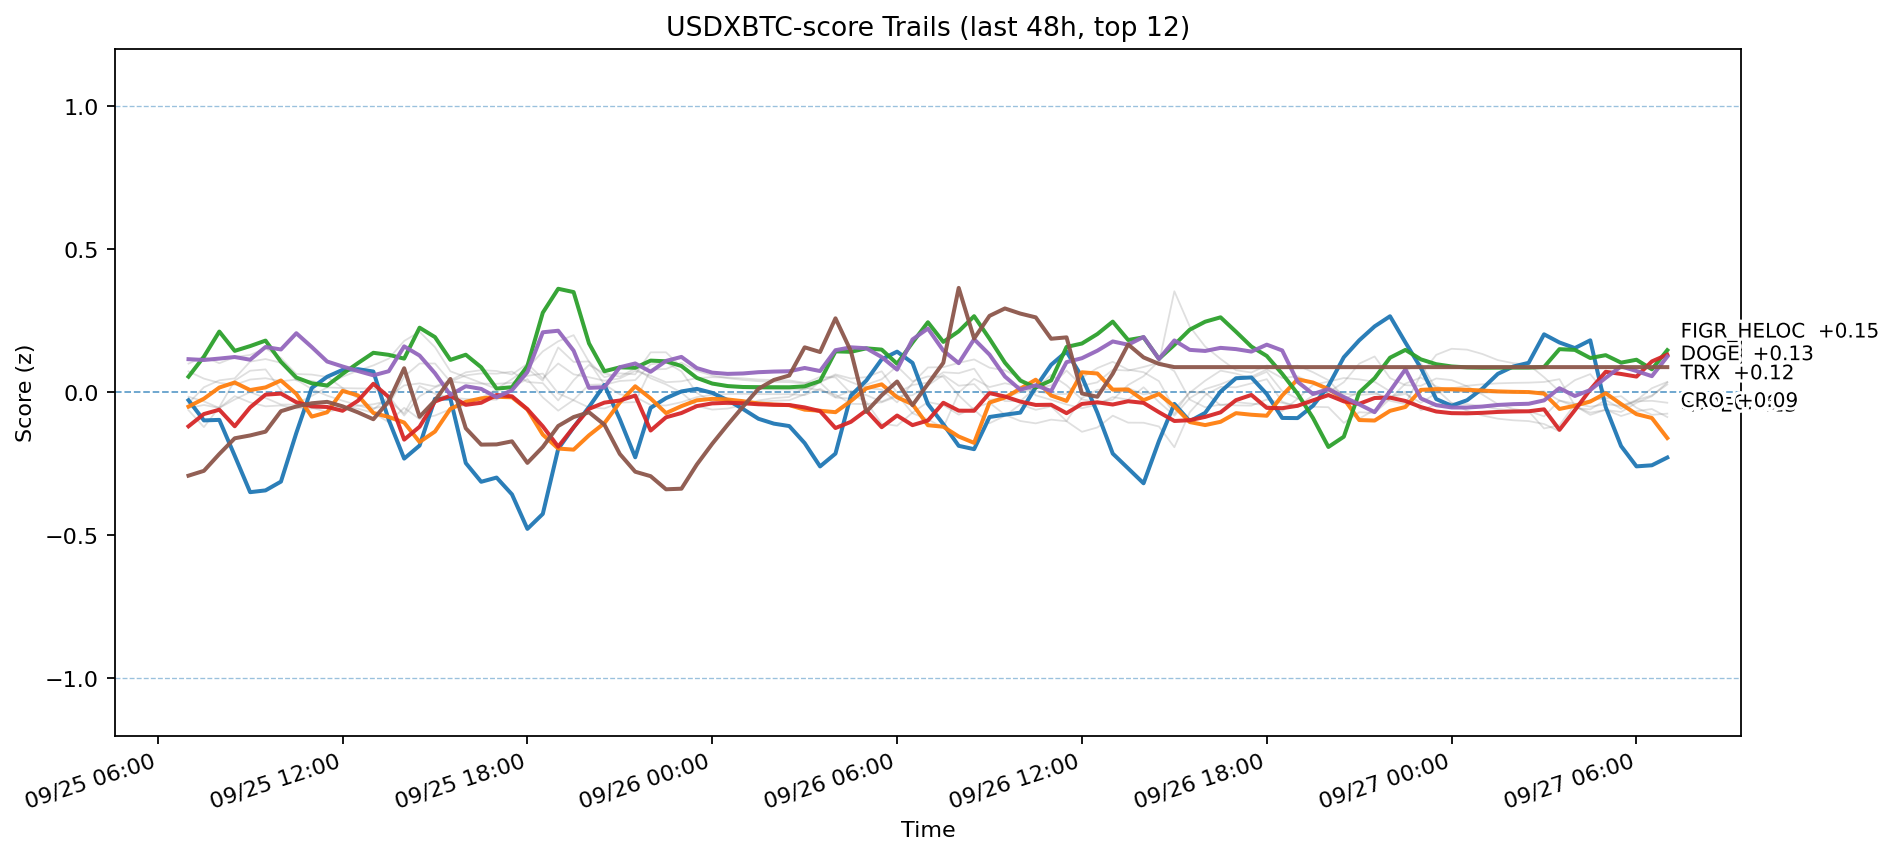 USDXBTC-score Trails (last 48h, top 12)
Score (z)
1.0
0.5
0.0
−0.5
−1.0
FIGR_HELOC +0.15
DOGE +0.13
TRX +0.12
CRO +0.09
09/25 06:00
09/25 12:00
09/25 18:00
09/26 00:00
09/26 06:00
09/26 12:00
09/26 18:00
09/27 00:00
09/27 06:00
Time